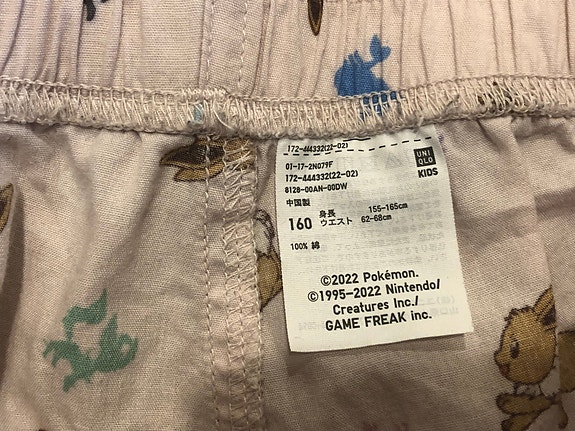 172-444332(22-02)
UNI
QLO
KIDS
01-17-2N079F
172-444332(22-02)
8128-00AN-00DW
中国製
160 身長 155-165cm
ウエスト 62-68cm
100% 綿
©2022 Pokémon.
©1995-2022 Nintendo/
Creatures Inc./
GAME FREAK inc.